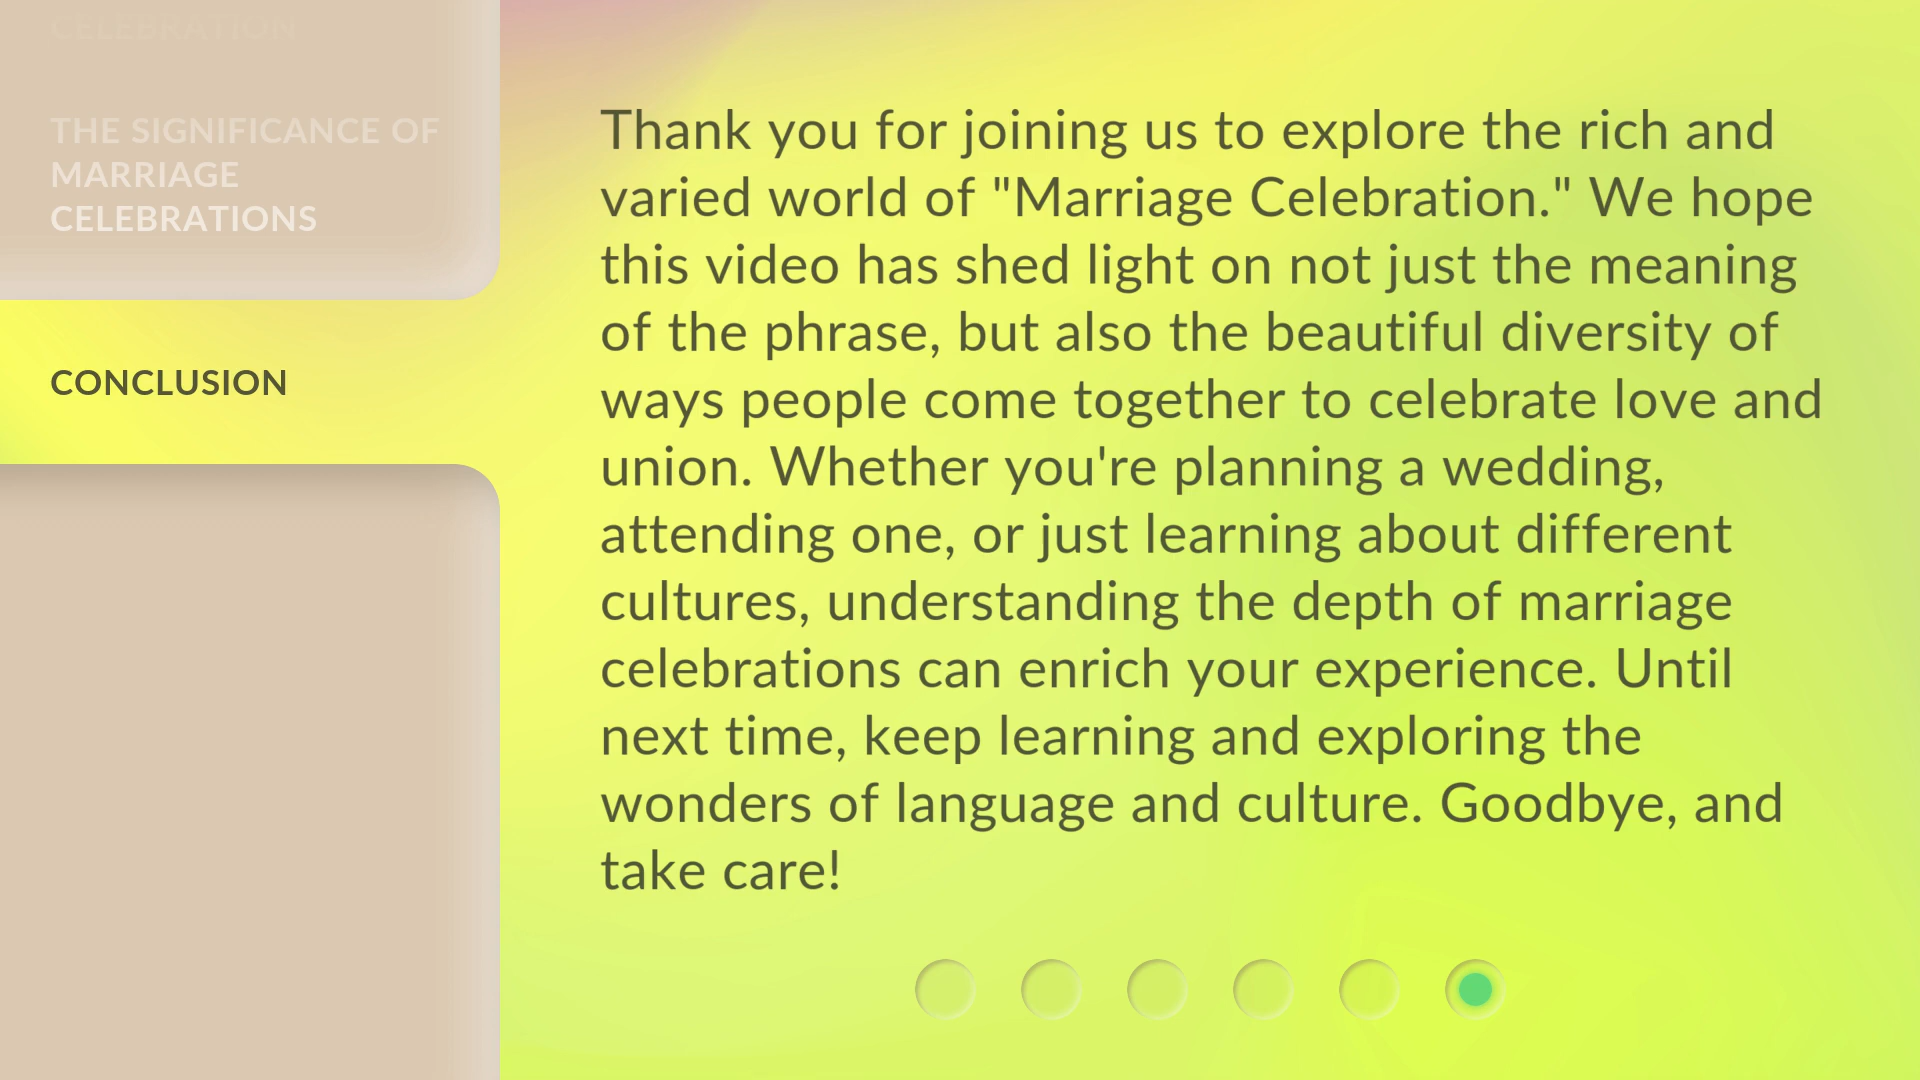 CELEBRATION
THE SIGNIFICANCE OF
MARRIAGE
CELEBRATIONS
CONCLUSION
Thank you for joining us to explore the rich and
varied world of "Marriage Celebration." We hope
this video has shed light on not just the meaning
of the phrase, but also the beautiful diversity of
ways people come together to celebrate love and
union. Whether you're planning a wedding,
attending one, or just learning about different
cultures, understanding the depth of marriage
celebrations can enrich your experience. Until
next time, keep learning and exploring the
wonders of language and culture. Goodbye, and
take care!